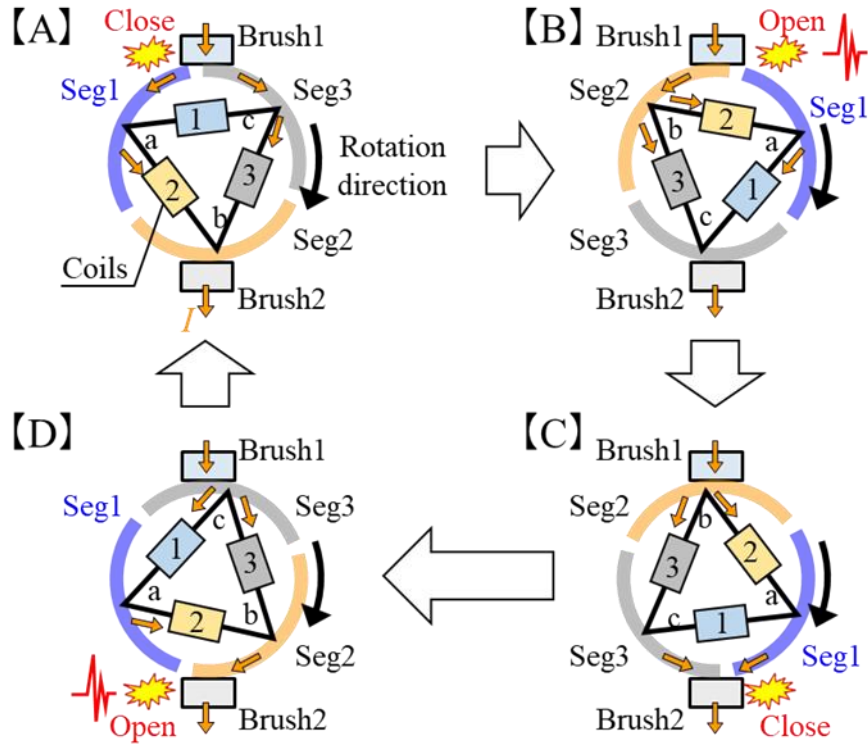 【A】
Close
Brush1
Seg1
Seg3
1
a
c
2
3
b
Rotation
direction
Seg2
Coils
Brush2
I
【B】
Brush1
Open
Seg2
Seg1
2
b
a
3
1
c
Seg3
Brush2
【D】
Brush1
Seg1
Seg3
c
1
3
a
b
2
Seg2
Open
Brush2
【C】
Brush1
Seg2
b
2
3
a
c
1
Seg3
Seg1
Brush2
Close